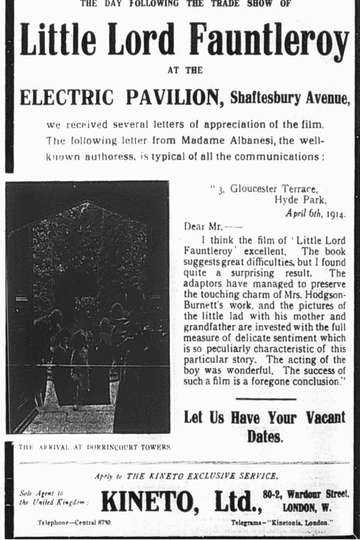 THE DAY FOLLOWING THE TRADE SHOW OF
Little Lord Fauntleroy
AT THE
ELECTRIC PAVILION, Shaftesbury Avenue,
we received several letters of appreciation of the film.
The following letter from Madame Albanesi, the well-
known authoress, is typical of all the communications:
"3, Gloucester Terrace,
Hyde Park,
April 6th, 1914.
Dear Mr.——
I think the film of 'Little Lord
Fauntleroy' excellent. The book
suggests great difficulties, but I found
quite a surprising result. The
adaptors have managed to preserve
the touching charm of Mrs. Hodgson-
Burnett's work, and the pictures of
the little lad with his mother and
grandfather are invested with the full
measure of delicate sentiment which
is so peculiarly characteristic of this
particular story. The acting of the
boy was wonderful. The success of
such a film is a foregone conclusion."
Let Us Have Your Vacant
Dates.
THE ARRIVAL AT DORRINCOURT TOWERS
Apply to THE KINETO EXCLUSIVE SERVICE.
Sole Agent to
the United Kingdom:
KINETO, Ltd.,
80-2, Wardour Street,
LONDON, W.
Telephone—Central
Telegrams—"Kinetonia, London."